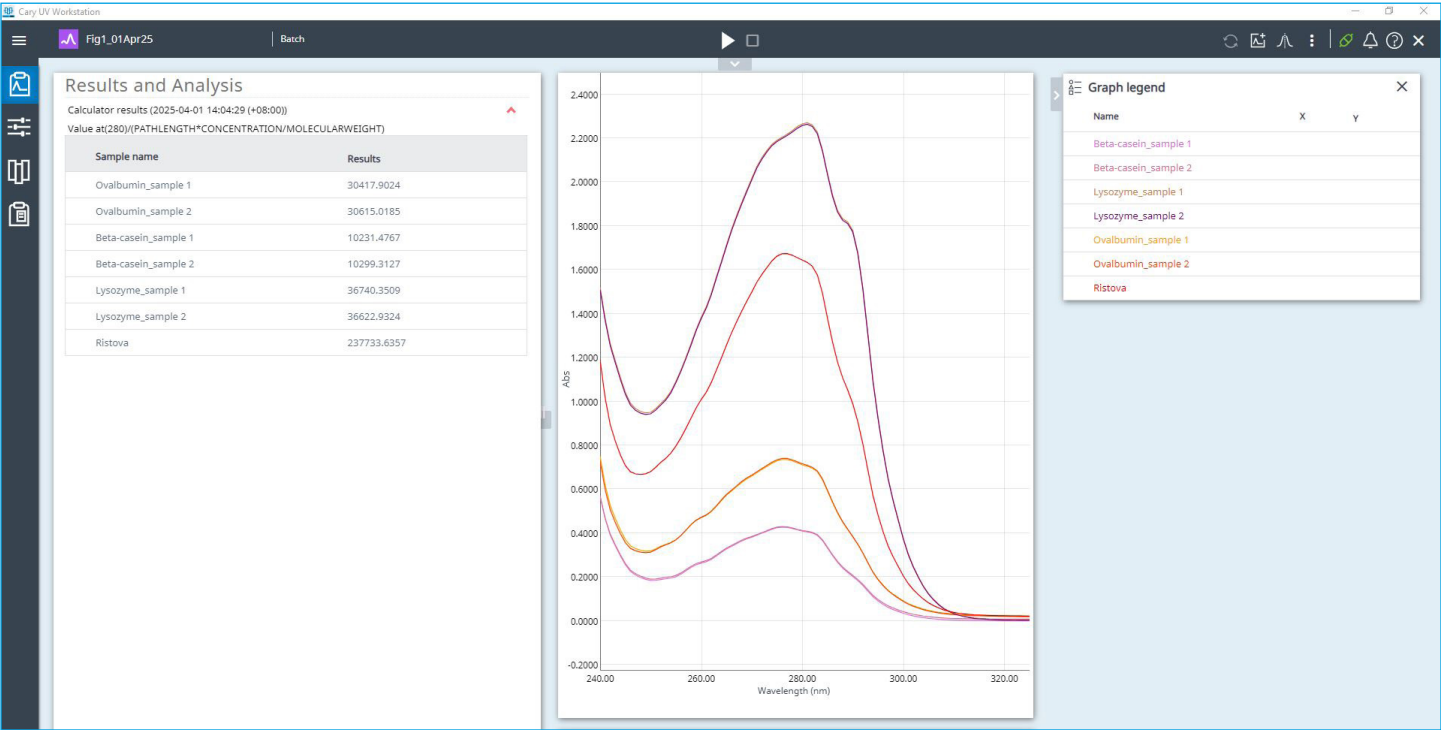 Cary UV Workstation
Fig1_01Apr25 Batch
Results and Analysis
Calculator results (2025-04-01 14:04:29 (+08:00))
Value at(280)/(PATHLENGTH*CONCENTRATION/MOLECULARWEIGHT)
Sample name Results
Ovalbumin_sample 1 30417.9024
Ovalbumin_sample 2 30615.0185
Beta-casein_sample 1 10231.4767
Beta-casein_sample 2 10299.3127
Lysozyme_sample 1 36740.3509
Lysozyme_sample 2 36622.9324
Ristova 237733.6357
2.4000
2.2000
2.0000
1.8000
1.6000
1.4000
1.2000
1.0000
0.8000
0.6000
0.4000
0.2000
0.0000
-0.2000
Abs
240.00 260.00 280.00 300.00 320.00
Wavelength (nm)
Graph legend
Name X Y
Beta-casein_sample 1
Beta-casein_sample 2
Lysozyme_sample 1
Lysozyme_sample 2
Ovalbumin_sample 1
Ovalbumin_sample 2
Ristova